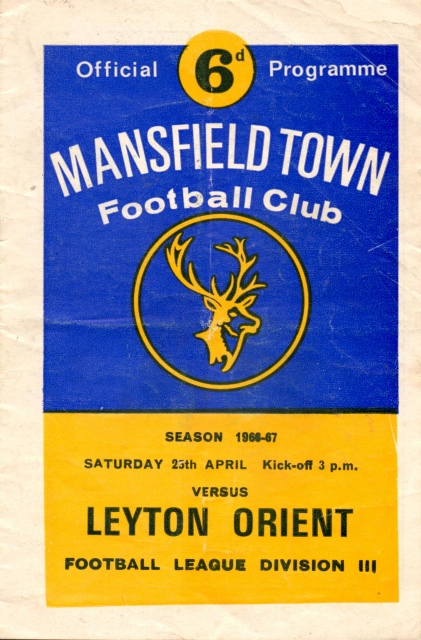 Official 6d Programme
MANSFIELD TOWN
Football Club
SEASON 1966-67
SATURDAY APRIL Kick-off 3 p.m.
VERSUS
LEYTON ORIENT
FOOTBALL LEAGUE DIVISION III